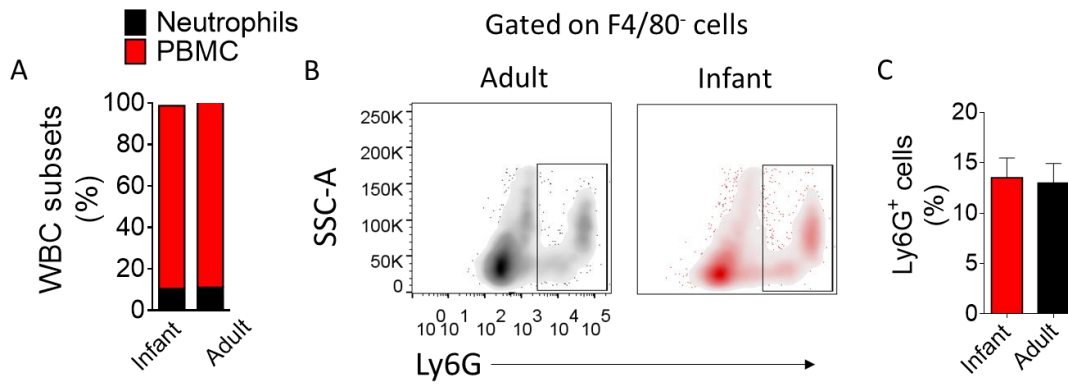 Neutrophils
PBMC
A
WBC subsets
(%)
100
80
60
40
20
0
Infant
Adult
B
Gated on F4/80⁻ cells
Adult
Infant
SSC-A
250K
200K
150K
100K
50K
0
10¹ 0 10¹ 10² 10³ 10⁴ 10⁵
Ly6G
C
Ly6G⁺ cells
(%)
20
15
10
5
0
Infant
Adult